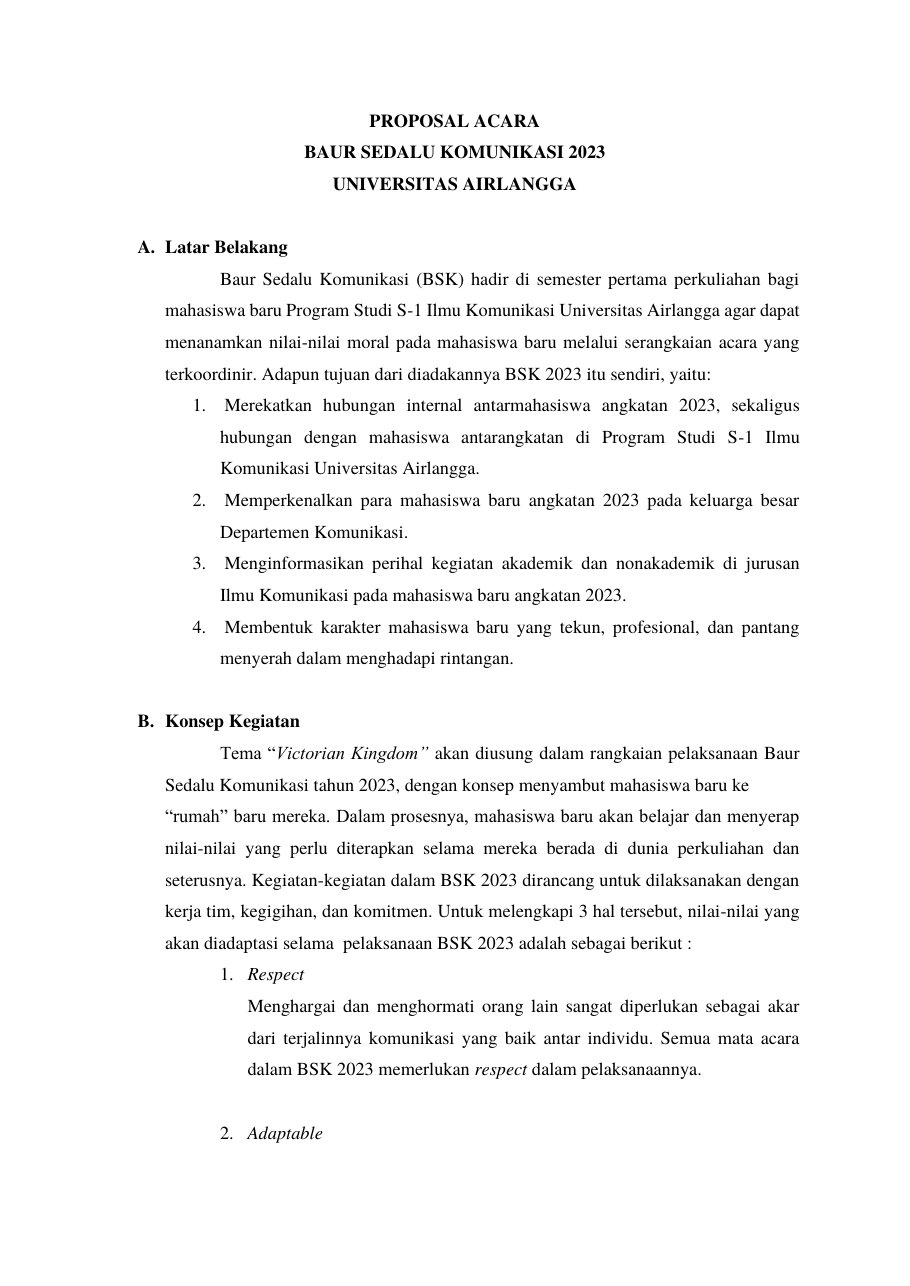 PROPOSAL ACARA
BAUR SEDALU KOMUNIKASI 2023
UNIVERSITAS AIRLANGGA
A. Latar Belakang
Baur Sedalu Komunikasi (BSK) hadir di semester pertama perkuliahan bagi
mahasiswa baru Program Studi S-1 Ilmu Komunikasi Universitas Airlangga agar dapat
menanamkan nilai-nilai moral pada mahasiswa baru melalui serangkaian acara yang
terkoordinir. Adapun tujuan dari diadakannya BSK 2023 itu sendiri, yaitu:
1. Merekatkan hubungan internal antarmahasiswa angkatan 2023, sekaligus
hubungan dengan mahasiswa antarangkatan di Program Studi S-1 Ilmu
Komunikasi Universitas Airlangga.
2. Memperkenalkan para mahasiswa baru angkatan 2023 pada keluarga besar
Departemen Komunikasi.
3. Menginformasikan perihal kegiatan akademik dan nonakademik di jurusan
Ilmu Komunikasi pada mahasiswa baru angkatan 2023.
4. Membentuk karakter mahasiswa baru yang tekun, profesional, dan pantang
menyerah dalam menghadapi rintangan.
B. Konsep Kegiatan
Tema “Victorian Kingdom” akan diusung dalam rangkaian pelaksanaan Baur
Sedalu Komunikasi tahun 2023, dengan konsep menyambut mahasiswa baru ke
“rumah” baru mereka. Dalam prosesnya, mahasiswa baru akan belajar dan menyerap
nilai-nilai yang perlu diterapkan selama mereka berada di dunia perkuliahan dan
seterusnya. Kegiatan-kegiatan dalam BSK 2023 dirancang untuk dilaksanakan dengan
kerja tim, kegigihan, dan komitmen. Untuk melengkapi 3 hal tersebut, nilai-nilai yang
akan diadaptasi selama pelaksanaan BSK 2023 adalah sebagai berikut :
1. Respect
Menghargai dan menghormati orang lain sangat diperlukan sebagai akar
dari terjalinnya komunikasi yang baik antar individu. Semua mata acara
dalam BSK 2023 memerlukan respect dalam pelaksanaannya.
2. Adaptable